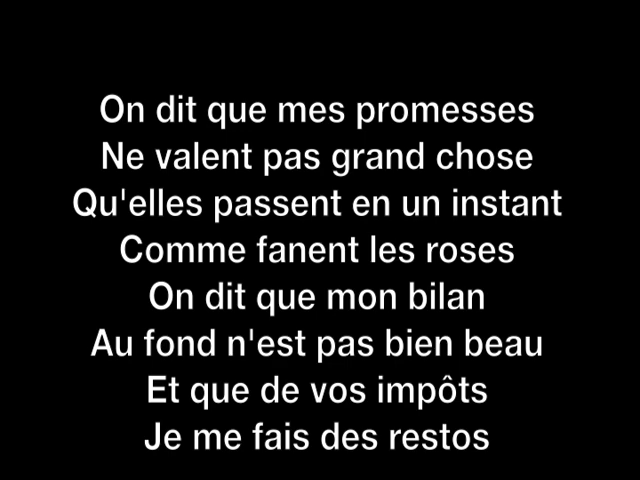 On dit que mes promesses
Ne valent pas grand chose
Qu'elles passent en un instant
Comme fanent les roses
On dit que mon bilan
Au fond n'est pas bien beau
Et que de vos impôts
Je me fais des restos